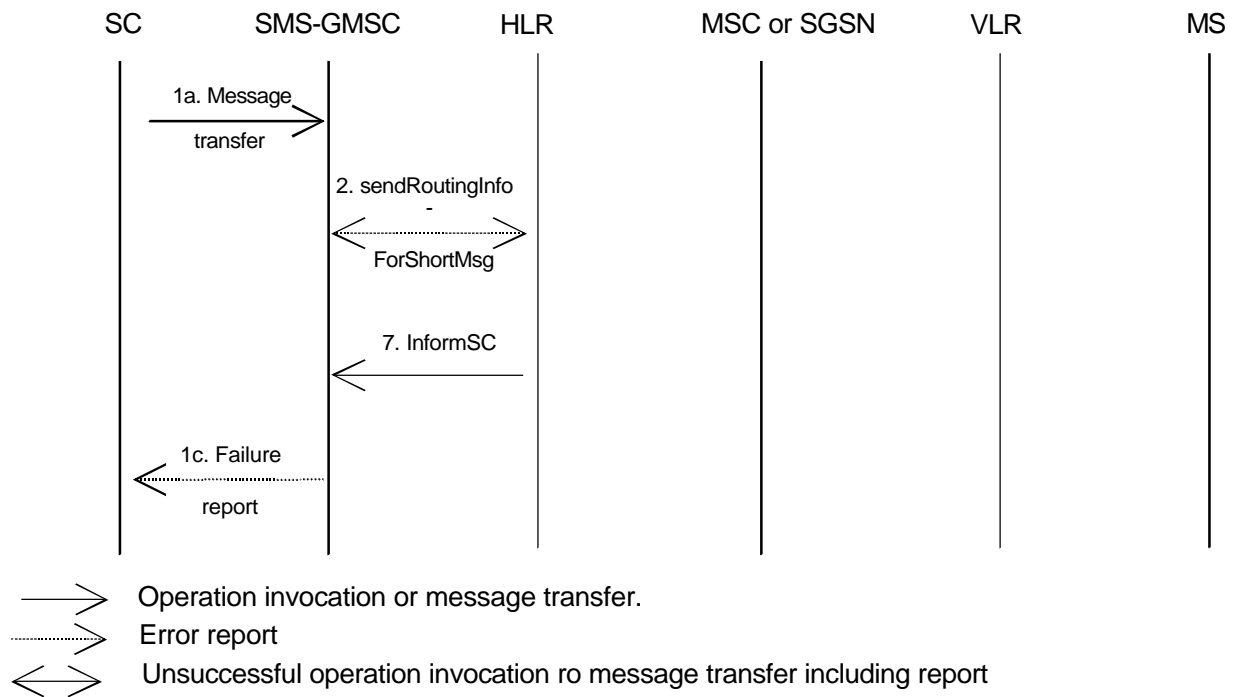 SC SMS-GMSC HLR MSC or SGSN VLR MS
1a. Message
transfer
2. sendRoutingInfo
-
ForShortMsg
7. InformSC
1c. Failure
report
Operation invocation or message transfer.
Error report
Unsuccessful operation invocation ro message transfer including report